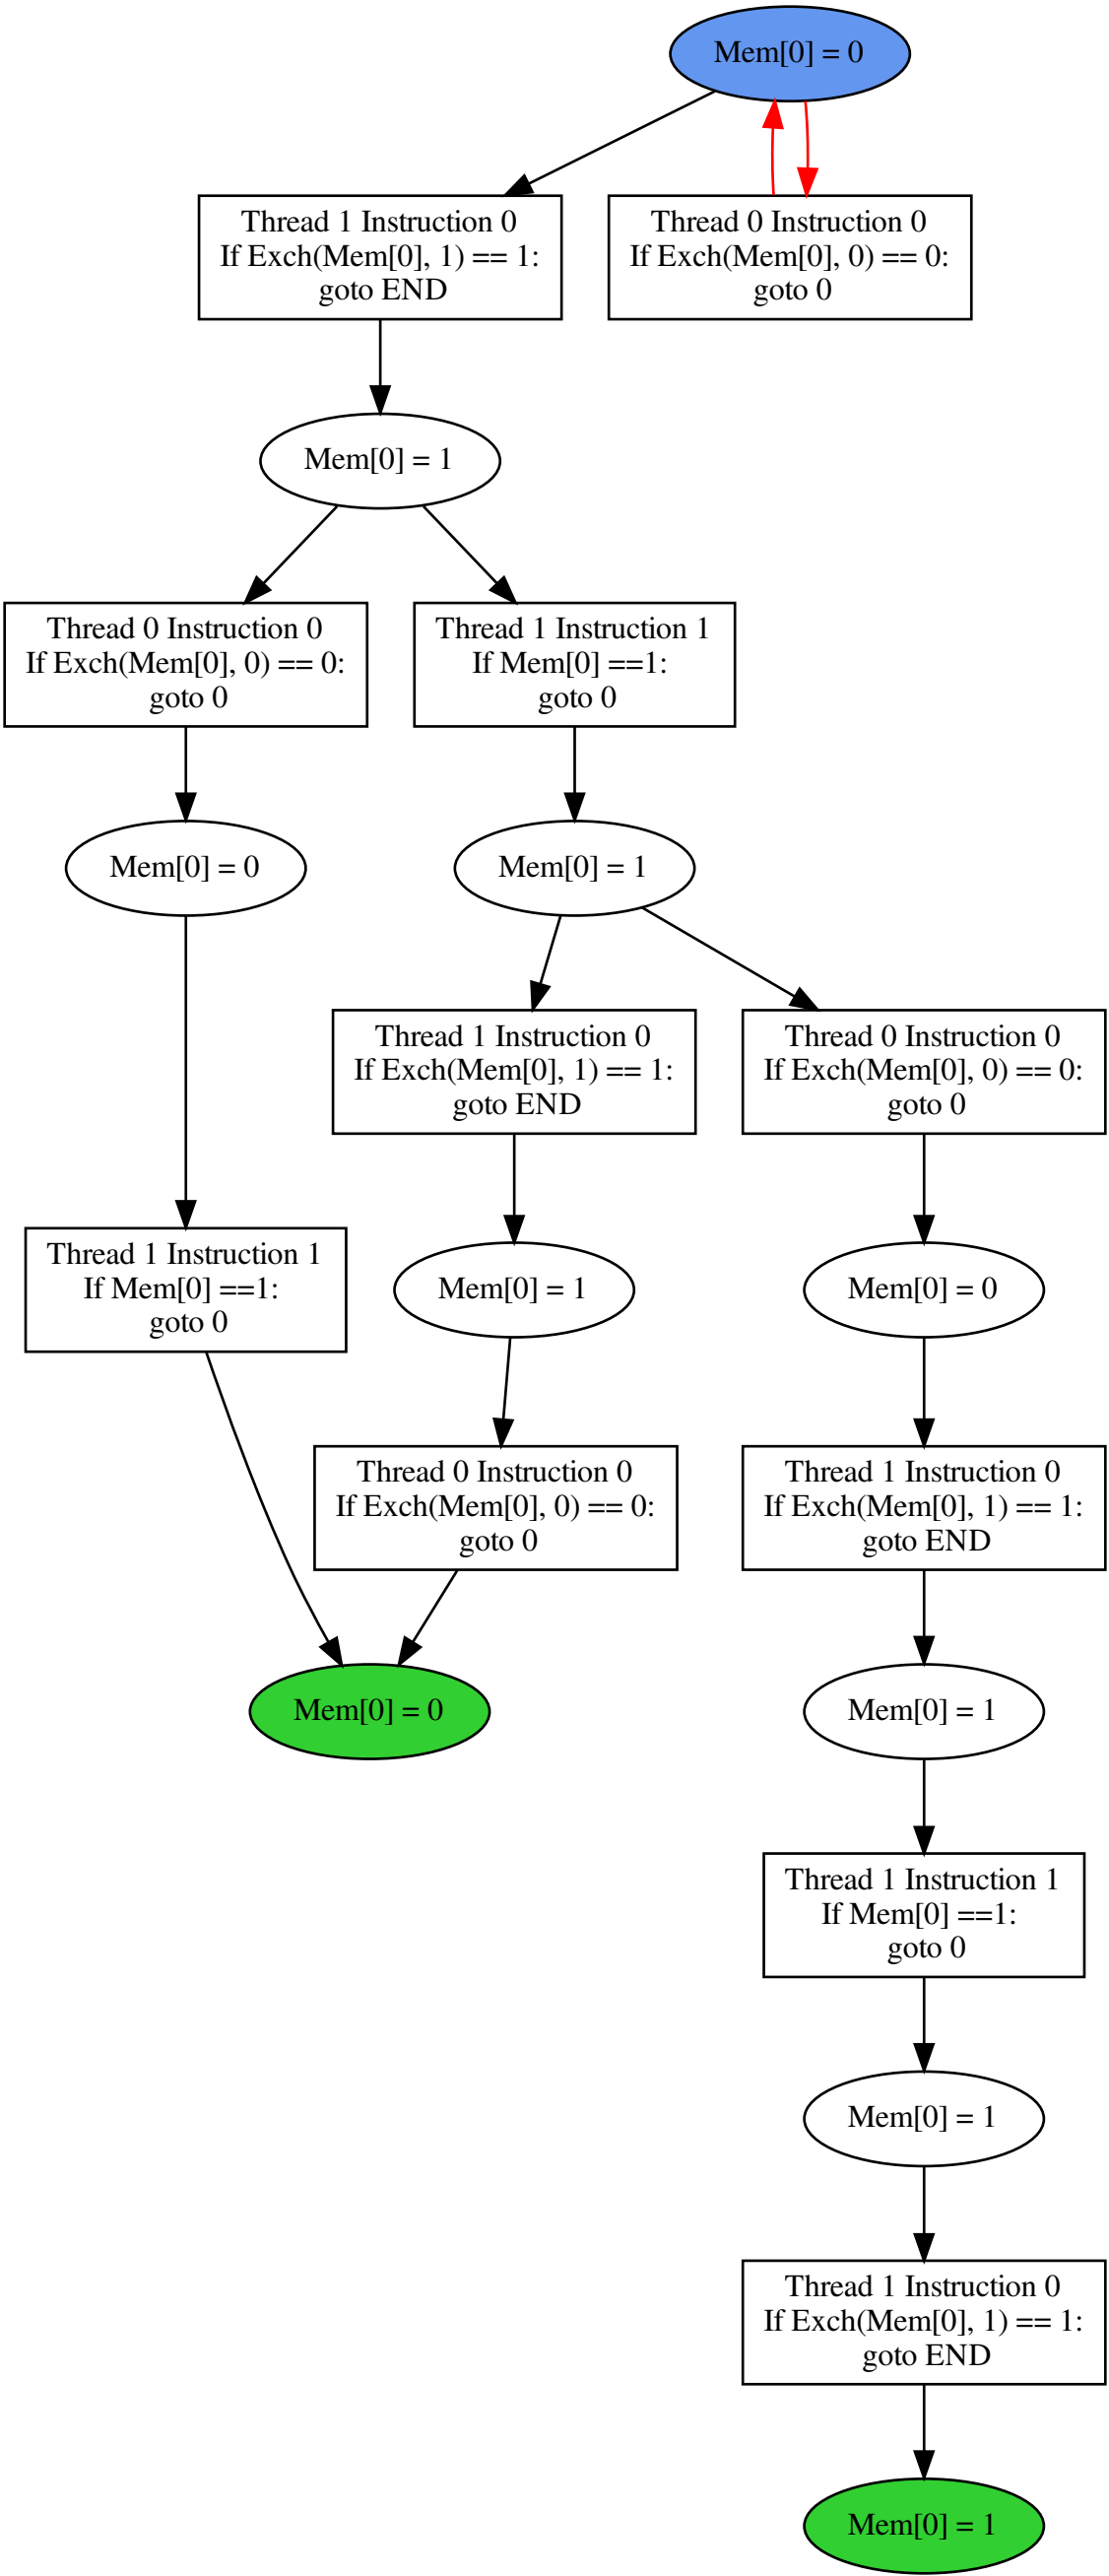 Mem[0] = 0
Thread 1 Instruction 0
If Exch(Mem[0], 1) == 1:
goto END
Thread 0 Instruction 0
If Exch(Mem[0], 0) == 0:
goto 0
Mem[0] = 1
Thread 0 Instruction 0
If Exch(Mem[0], 0) == 0:
goto 0
Thread 1 Instruction 1
If Mem[0] ==1:
goto 0
Mem[0] = 0
Mem[0] = 1
Thread 1 Instruction 0
If Exch(Mem[0], 1) == 1:
goto END
Thread 0 Instruction 0
If Exch(Mem[0], 0) == 0:
goto 0
Thread 1 Instruction 1
If Mem[0] ==1:
goto 0
Mem[0] = 1
Mem[0] = 0
Thread 0 Instruction 0
If Exch(Mem[0], 0) == 0:
goto 0
Thread 1 Instruction 0
If Exch(Mem[0], 1) == 1:
goto END
Mem[0] = 0
Mem[0] = 1
Thread 1 Instruction 1
If Mem[0] ==1:
goto 0
Mem[0] = 1
Thread 1 Instruction 0
If Exch(Mem[0], 1) == 1:
goto END
Mem[0] = 1